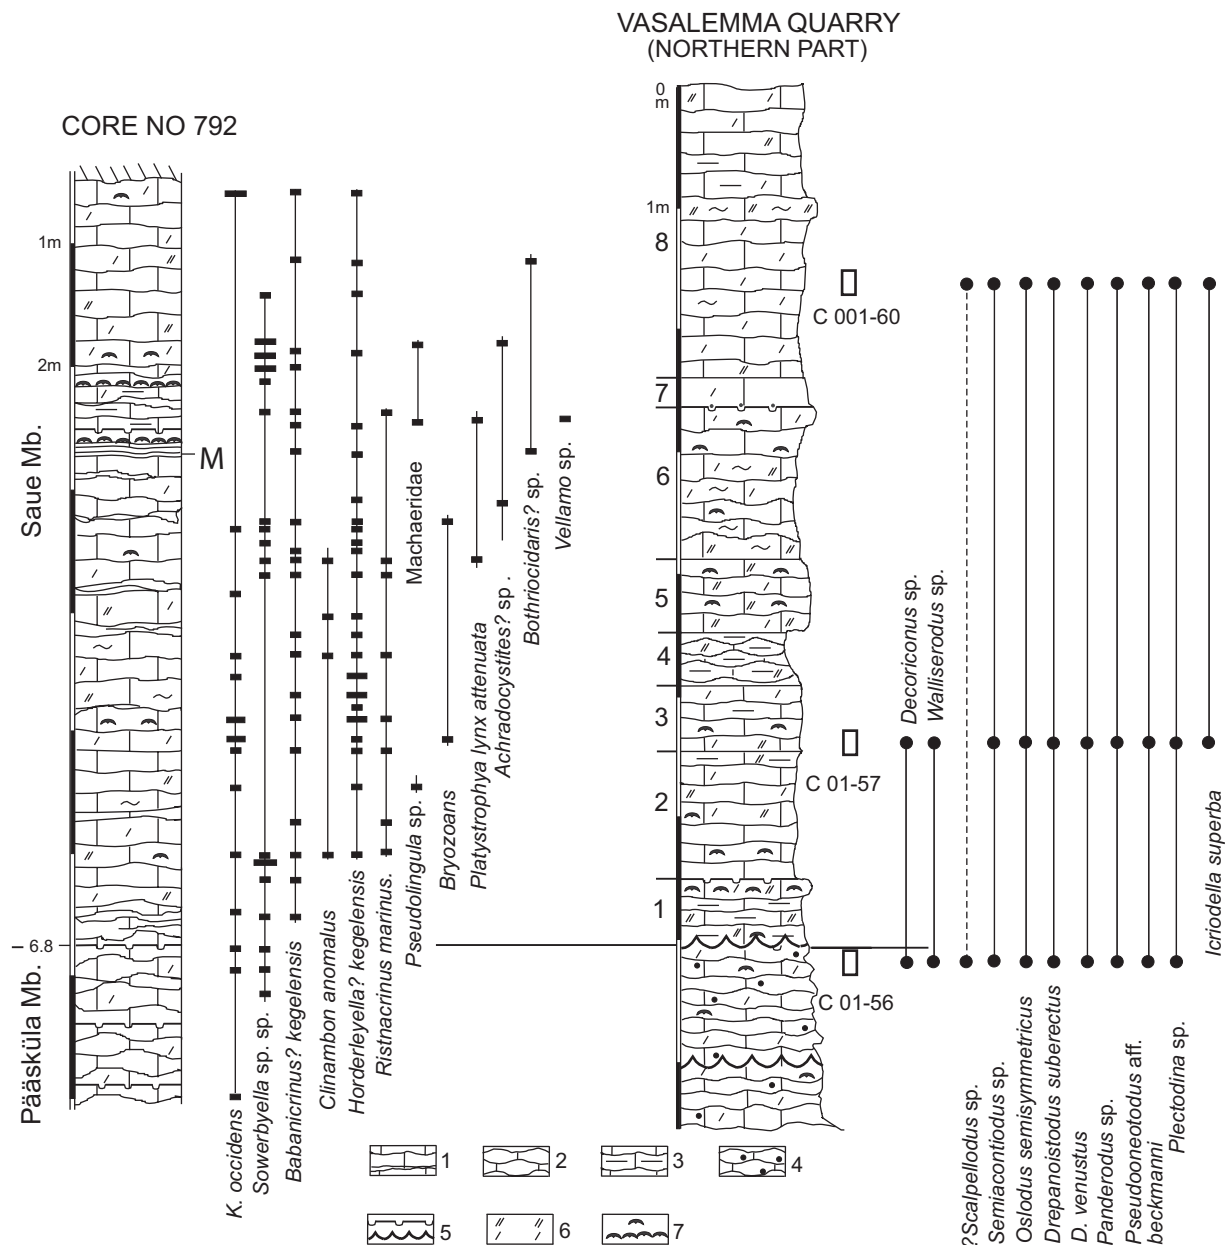 VASALEMMA QUARRY
(NORTHERN PART)
CORE NO 792
1m
2m
Saue Mb.
M
– 6.8
Pääsküla Mb.
K. occidens
Sowerbyella sp. sp.
Babanicrinus? kegelensis
Clinambon anomalus
Horderleyella? kegelensis
Ristnacrinus marinus.
Pseudolingula sp.
Machaeridae
Bryozoans
Platystrophya lynx attenuata
Achradocystites? sp.
Bothriocidaris? sp.
Vellamo sp.
0
m
1m
8
7
6
5
4
3
2
1
C 001-60
C 01-57
C 01-56
Decoriconus sp.
Walliserodus sp.
?Scalpellodus sp.
Semiacontiodus sp.
Oslodus semisymmetricus
Drepanoistodus suberectus
D. venustus
Panderodus sp.
Pseudooneotodus aff.
beckmanni
Plectodina sp.
Icriodella superba
1
2
3
4
5
6
7